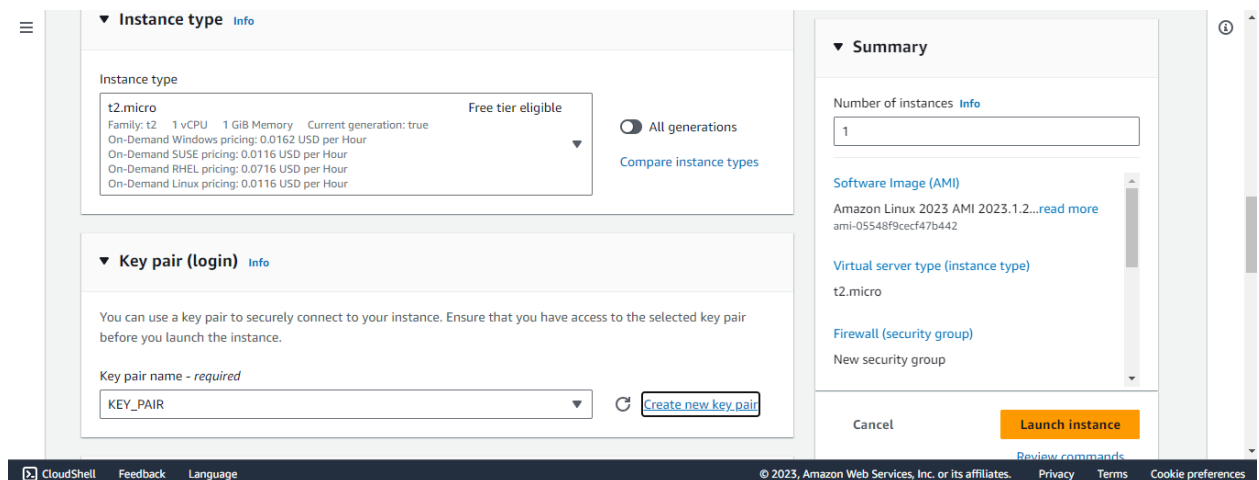 Instance type Info
Instance type
t2.micro Free tier eligible
Family: t2 1 vCPU 1 GiB Memory Current generation: true
On-Demand Windows pricing: 0.0162 USD per Hour
On-Demand SUSE pricing: 0.0116 USD per Hour
On-Demand RHEL pricing: 0.0716 USD per Hour
On-Demand Linux pricing: 0.0116 USD per Hour
All generations
Compare instance types
Key pair (login) Info
You can use a key pair to securely connect to your instance. Ensure that you have access to the selected key pair
before you launch the instance.
Key pair name - required
KEY_PAIR
Create new key pair
Summary
Number of instances Info
1
Software Image (AMI)
Amazon Linux 2023 AMI 2023.1.2...read more
ami-05548f9cecf47b442
Virtual server type (instance type)
t2.micro
Firewall (security group)
New security group
Cancel
Launch instance
Review commands
CloudShell Feedback Language © 2023, Amazon Web Services, Inc. or its affiliates. Privacy Terms Cookie preferences